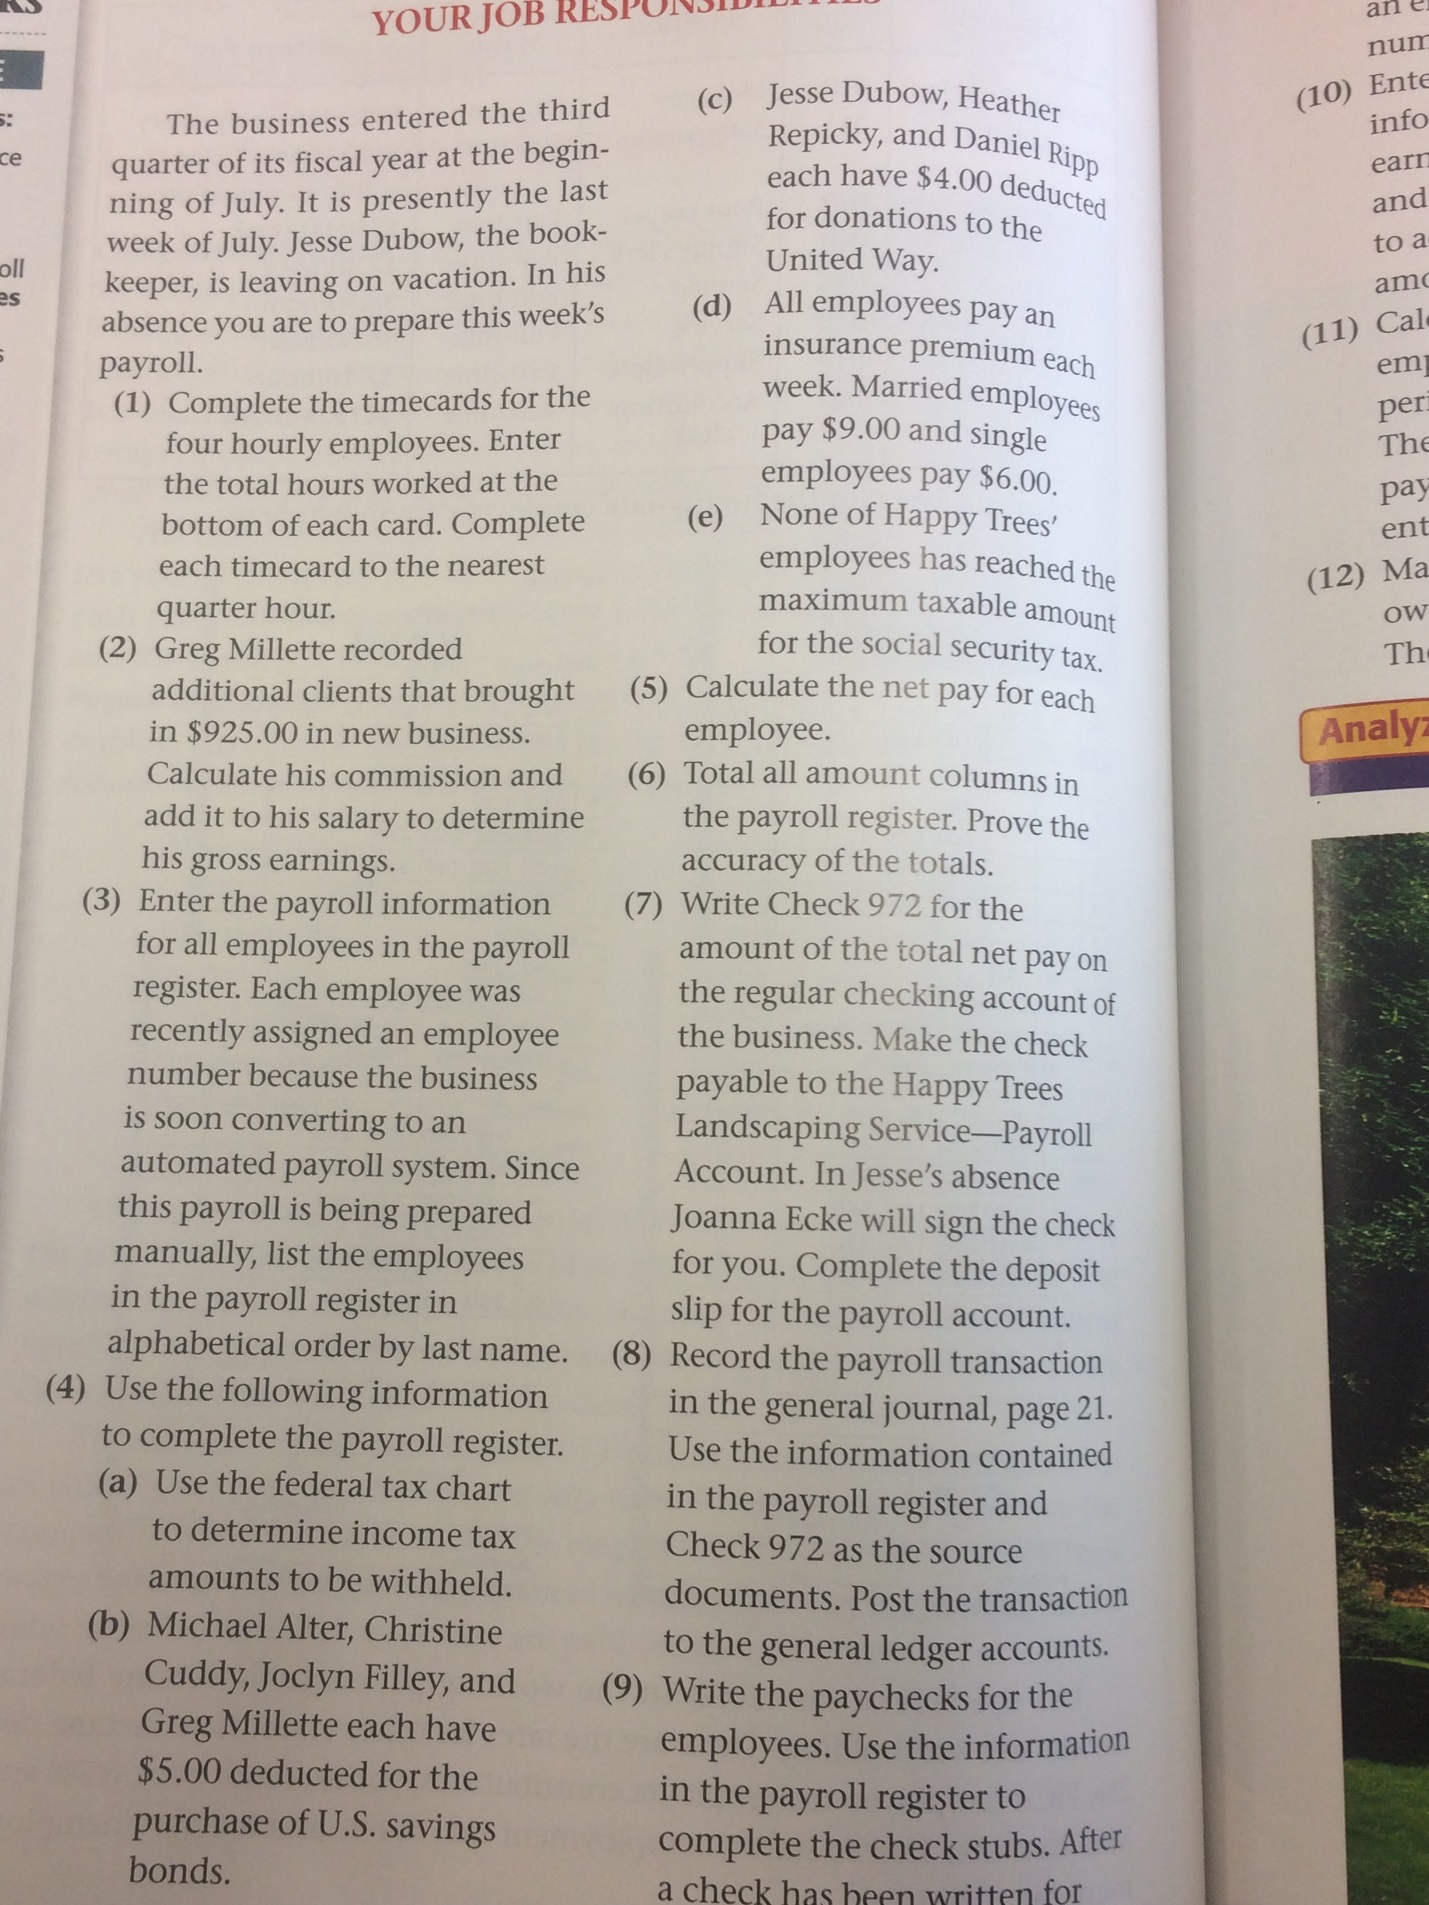 YOUR JOB RESPONSIBILITIES
The business entered the third
quarter of its fiscal year at the begin-
ning of July. It is presently the last
week of July. Jesse Dubow, the book-
keeper, is leaving on vacation. In his
absence you are to prepare this week's
payroll.
(1) Complete the timecards for the
four hourly employees. Enter
the total hours worked at the
bottom of each card. Complete
each timecard to the nearest
quarter hour.
(2) Greg Millette recorded
additional clients that brought
in $925.00 in new business.
Calculate his commission and
add it to his salary to determine
his gross earnings.
(3) Enter the payroll information
for all employees in the payroll
register. Each employee was
recently assigned an employee
number because the business
is soon converting to an
automated payroll system. Since
this payroll is being prepared
manually, list the employees
in the payroll register in
alphabetical order by last name.
(4) Use the following information
to complete the payroll register.
(a) Use the federal tax chart
to determine income tax
amounts to be withheld.
(b) Michael Alter, Christine
Cuddy, Joclyn Filley, and
Greg Millette each have
$5.00 deducted for the
purchase of U.S. savings
bonds.
(c) Jesse Dubow, Heather
Repicky, and Daniel Ripp
each have $4.00 deducted
for donations to the
United Way.
(d) All employees pay an
insurance premium each
week. Married employees
pay $9.00 and single
employees pay $6.00.
(e) None of Happy Trees'
employees has reached the
maximum taxable amount
for the social security tax.
(5) Calculate the net pay for each
employee.
(6) Total all amount columns in
the payroll register. Prove the
accuracy of the totals.
(7) Write Check 972 for the
amount of the total net pay on
the regular checking account of
the business. Make the check
payable to the Happy Trees
Landscaping Service—Payroll
Account. In Jesse's absence
Joanna Ecke will sign the check
for you. Complete the deposit
slip for the payroll account.
(8) Record the payroll transaction
in the general journal, page 21.
Use the information contained
in the payroll register and
Check 972 as the source
documents. Post the transaction
to the general ledger accounts.
(9) Write the paychecks for the
employees. Use the information
in the payroll register to
complete the check stubs. After
a check has been written for
an
num
(10) Ente
info
earn
and
to a
amo
(11) Calc
emp
peri
The
pay
ent
(12) Ma
ow
The
Analyz